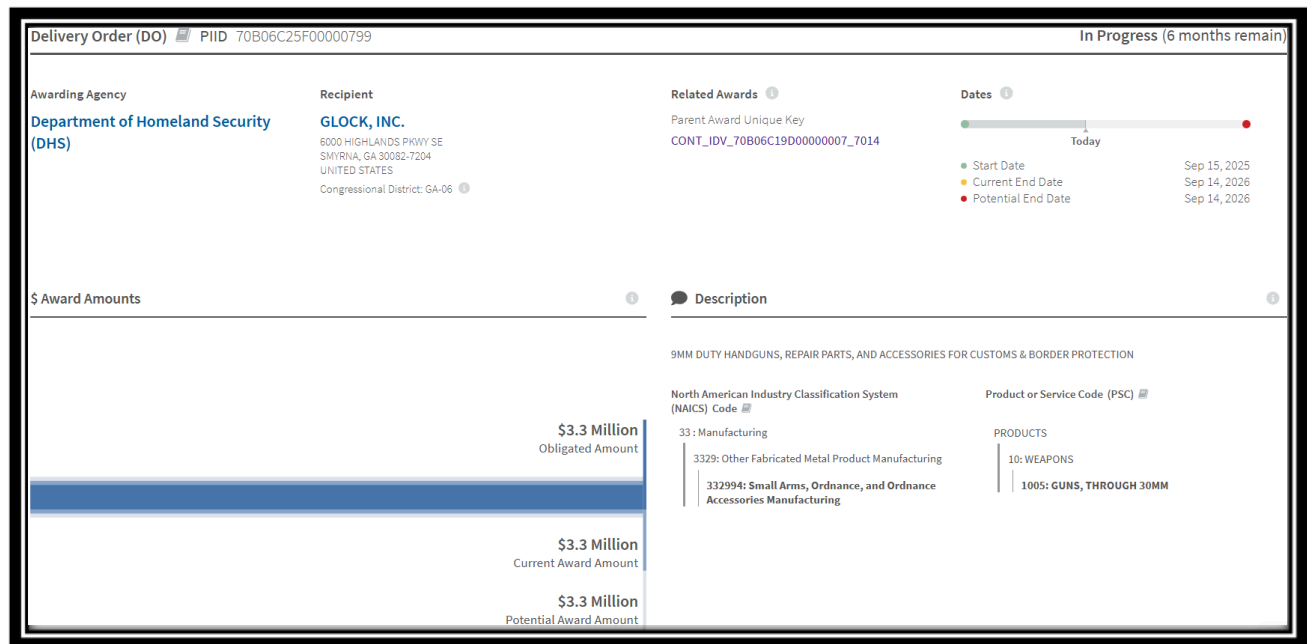 Delivery Order (DO) PIID 70B06C25F00000799
In Progress (6 months remain)
Awarding Agency
Department of Homeland Security
(DHS)
Recipient
GLOCK, INC.
6000 HIGHLANDS PKWY SE
SMYRNA, GA 30082-7204
UNITED STATES
Congressional District: GA-06
Related Awards
Parent Award Unique Key
CONT_IDV_70B06C19D00000007_7014
Dates
Today
Start Date Sep 15, 2025
Current End Date Sep 14, 2026
Potential End Date Sep 14, 2026
$ Award Amounts
$3.3 Million
Obligated Amount
$3.3 Million
Current Award Amount
$3.3 Million
Potential Award Amount
Description
9MM DUTY HANDGUNS, REPAIR PARTS, AND ACCESSORIES FOR CUSTOMS & BORDER PROTECTION
North American Industry Classification System
(NAICS) Code
33 : Manufacturing
3329: Other Fabricated Metal Product Manufacturing
332994: Small Arms, Ordnance, and Ordnance
Accessories Manufacturing
Product or Service Code (PSC)
PRODUCTS
10: WEAPONS
1005: GUNS, THROUGH 30MM